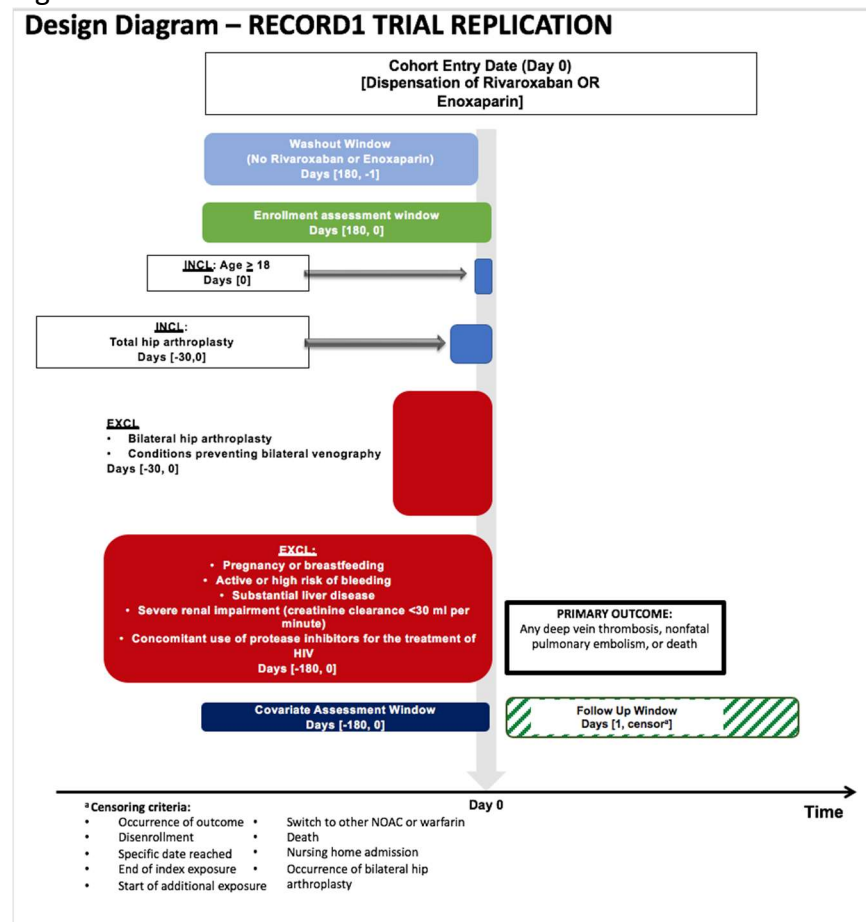 Design Diagram – RECORD1 TRIAL REPLICATION
Cohort Entry Date (Day 0)
[Dispensation of Rivaroxaban OR
Enoxaparin]
Washout Window
(No Rivaroxaban or Enoxaparin)
Days [180, -1]
Enrollment assessment window
Days [180, 0]
INCL: Age ≥ 18
Days [0]
INCL:
Total hip arthroplasty
Days [-30,0]
EXCL
• Bilateral hip arthroplasty
• Conditions preventing bilateral venography
Days [-30, 0]
EXCL:
• Pregnancy or breastfeeding
• Active or high risk of bleeding
• Substantial liver disease
• Severe renal impairment (creatinine clearance <30 ml per
minute)
• Concomitant use of protease inhibitors for the treatment of
HIV
Days [-180, 0]
PRIMARY OUTCOME:
Any deep vein thrombosis, nonfatal
pulmonary embolism, or death
Covariate Assessment Window
Days [-180, 0]
Follow Up Window
Days [1, censorᵃ]
Day 0
Time
ᵃ Censoring criteria:
• Occurrence of outcome
• Disenrollment
• Specific date reached
• End of index exposure
• Start of additional exposure
• Switch to other NOAC or warfarin
• Death
• Nursing home admission
• Occurrence of bilateral hip
arthroplasty